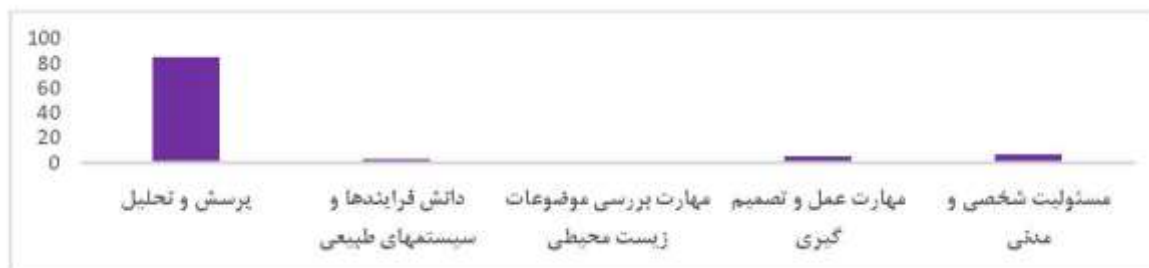 100
80
60
40
20
0
پرسش و تحلیل
دانش فرایندها و
سیستمهای طبیعی
مهارت بررسی موضوعات
زیست محیطی
مهارت عمل و تصمیم
گیری
مسئولیت شخصی و
مدنی